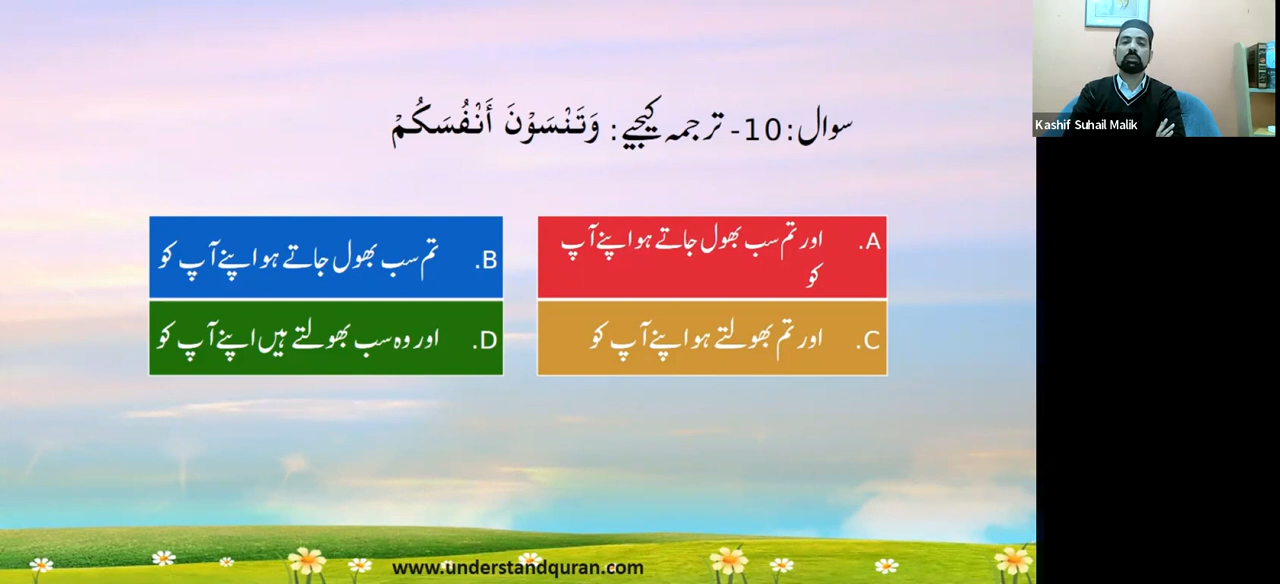 سوال:10- ترجمہ کیجیے: وَتَنْسَوْنَ أَنْفُسَكُمْ
A. اور تم سب بھول جاتے ہو اپنے آپ
کو
B. تم سب بھول جاتے ہو اپنے آپ کو
C. اور تم بھولتے ہو اپنے آپ کو
D. اور وہ سب بھولتے ہیں اپنے آپ کو
www.understandquran.com
Kashif Suhail Malik